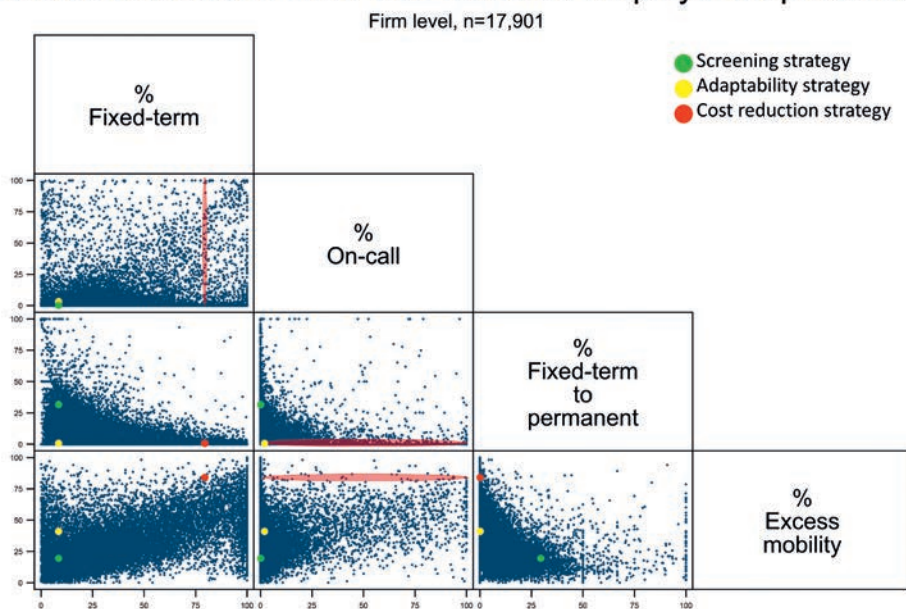 Firm level, n=17,901
Screening strategy
Adaptability strategy
Cost reduction strategy
%
Fixed-term
100
75
50
25
0
%
On-call
100
75
50
25
0
%
Fixed-term
to
permanent
100
75
50
25
0
%
Excess
mobility
0 25 50 75 100 0 25 50 75 100 0 25 50 75 100